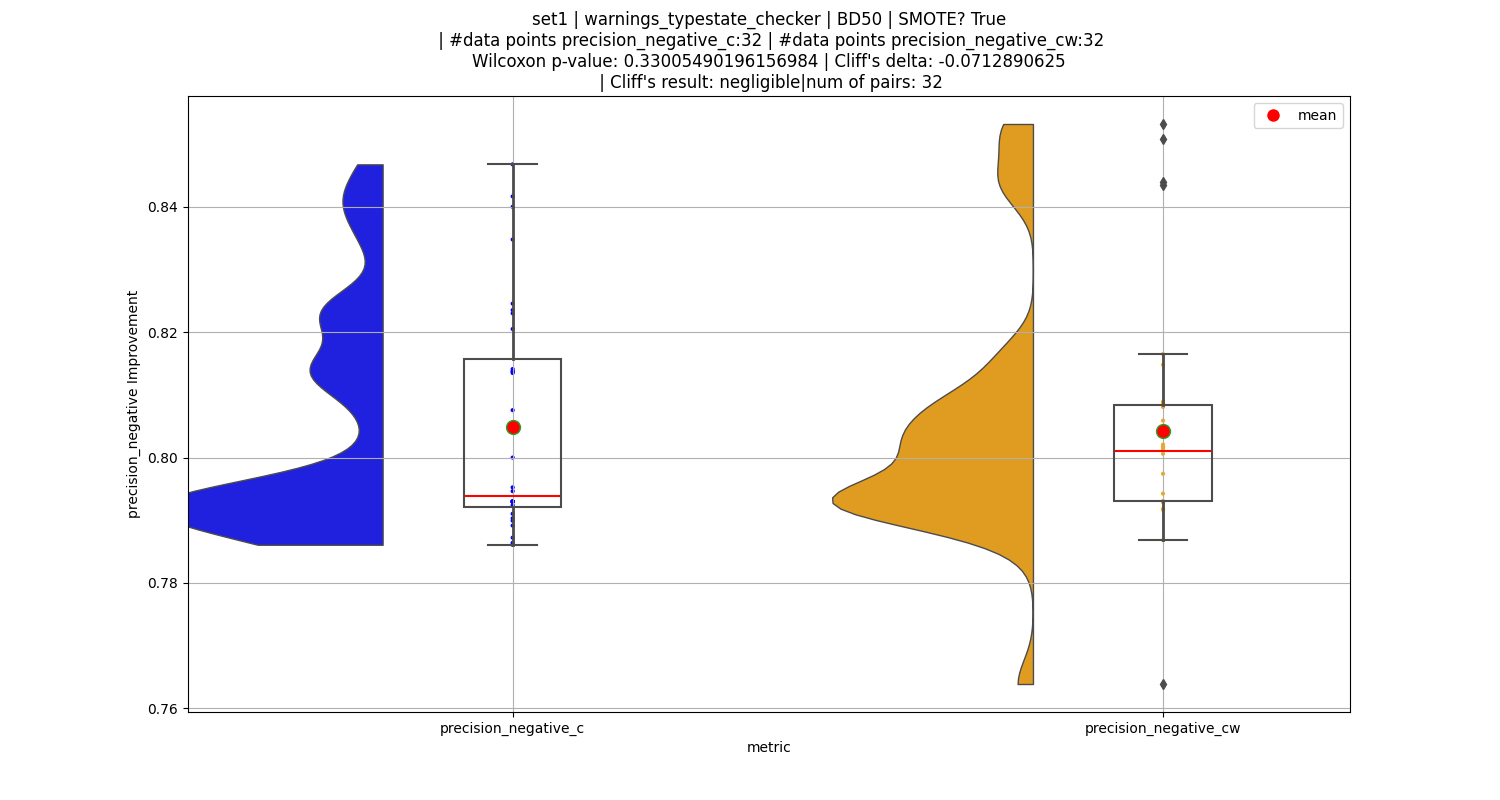 set1 | warnings_typestate_checker | BD50 | SMOTE? True
| #data points precision_negative_c:32 | #data points precision_negative_cw:32
Wilcoxon p-value: 0.33005490196156984 | Cliff's delta: -0.0712890625
| Cliff's result: negligible|num of pairs: 32
mean
0.84
0.82
0.80
0.78
0.76
precision_negative Improvement
precision_negative_c
precision_negative_cw
metric